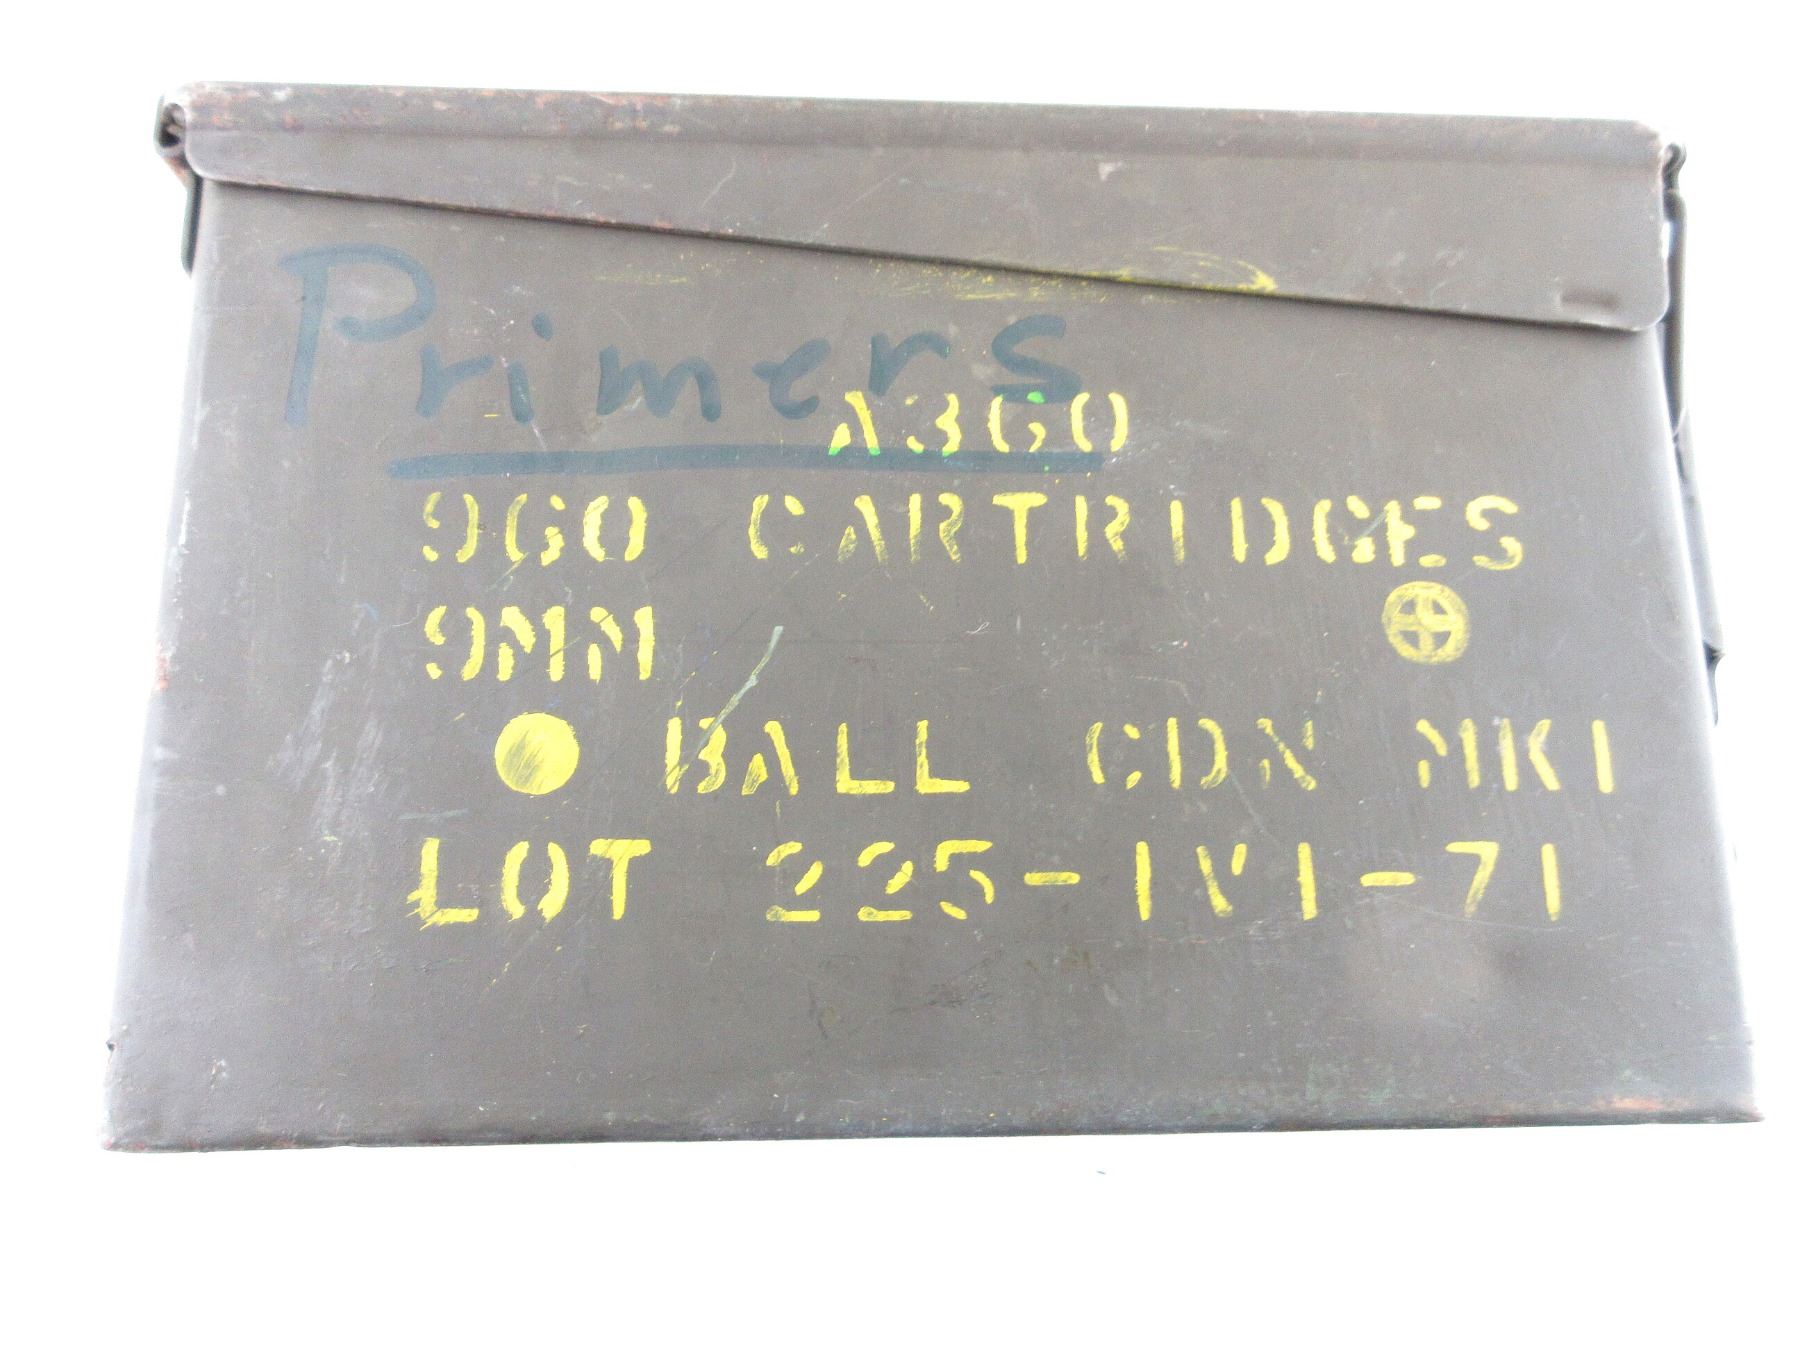 Primers
A360
960 CARTRIDGES
9MM
BALL CDN MK1
LOT 225-IVI-71